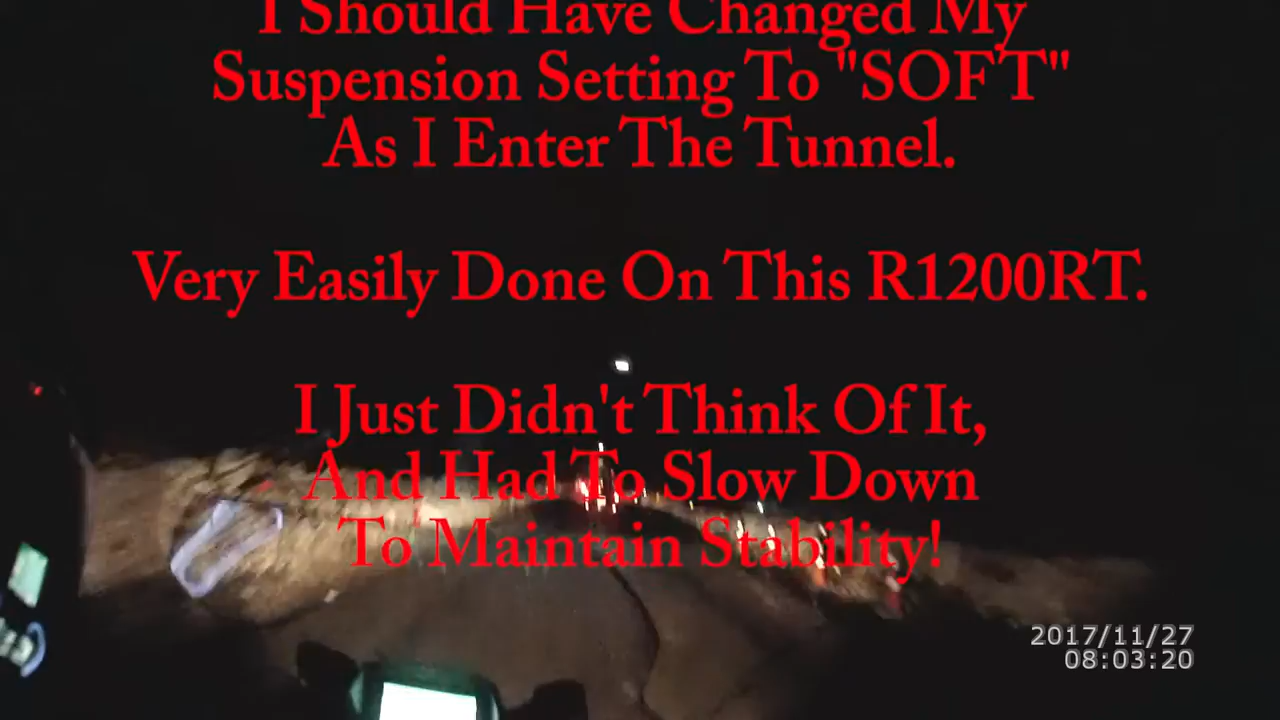 I Should Have Changed My
Suspension Setting To "SOFT"
As I Enter The Tunnel.
Very Easily Done On This R1200RT.
I Just Didn't Think Of It,
And Had To Slow Down
To Maintain Stability!
2017/11/27
08:03:20